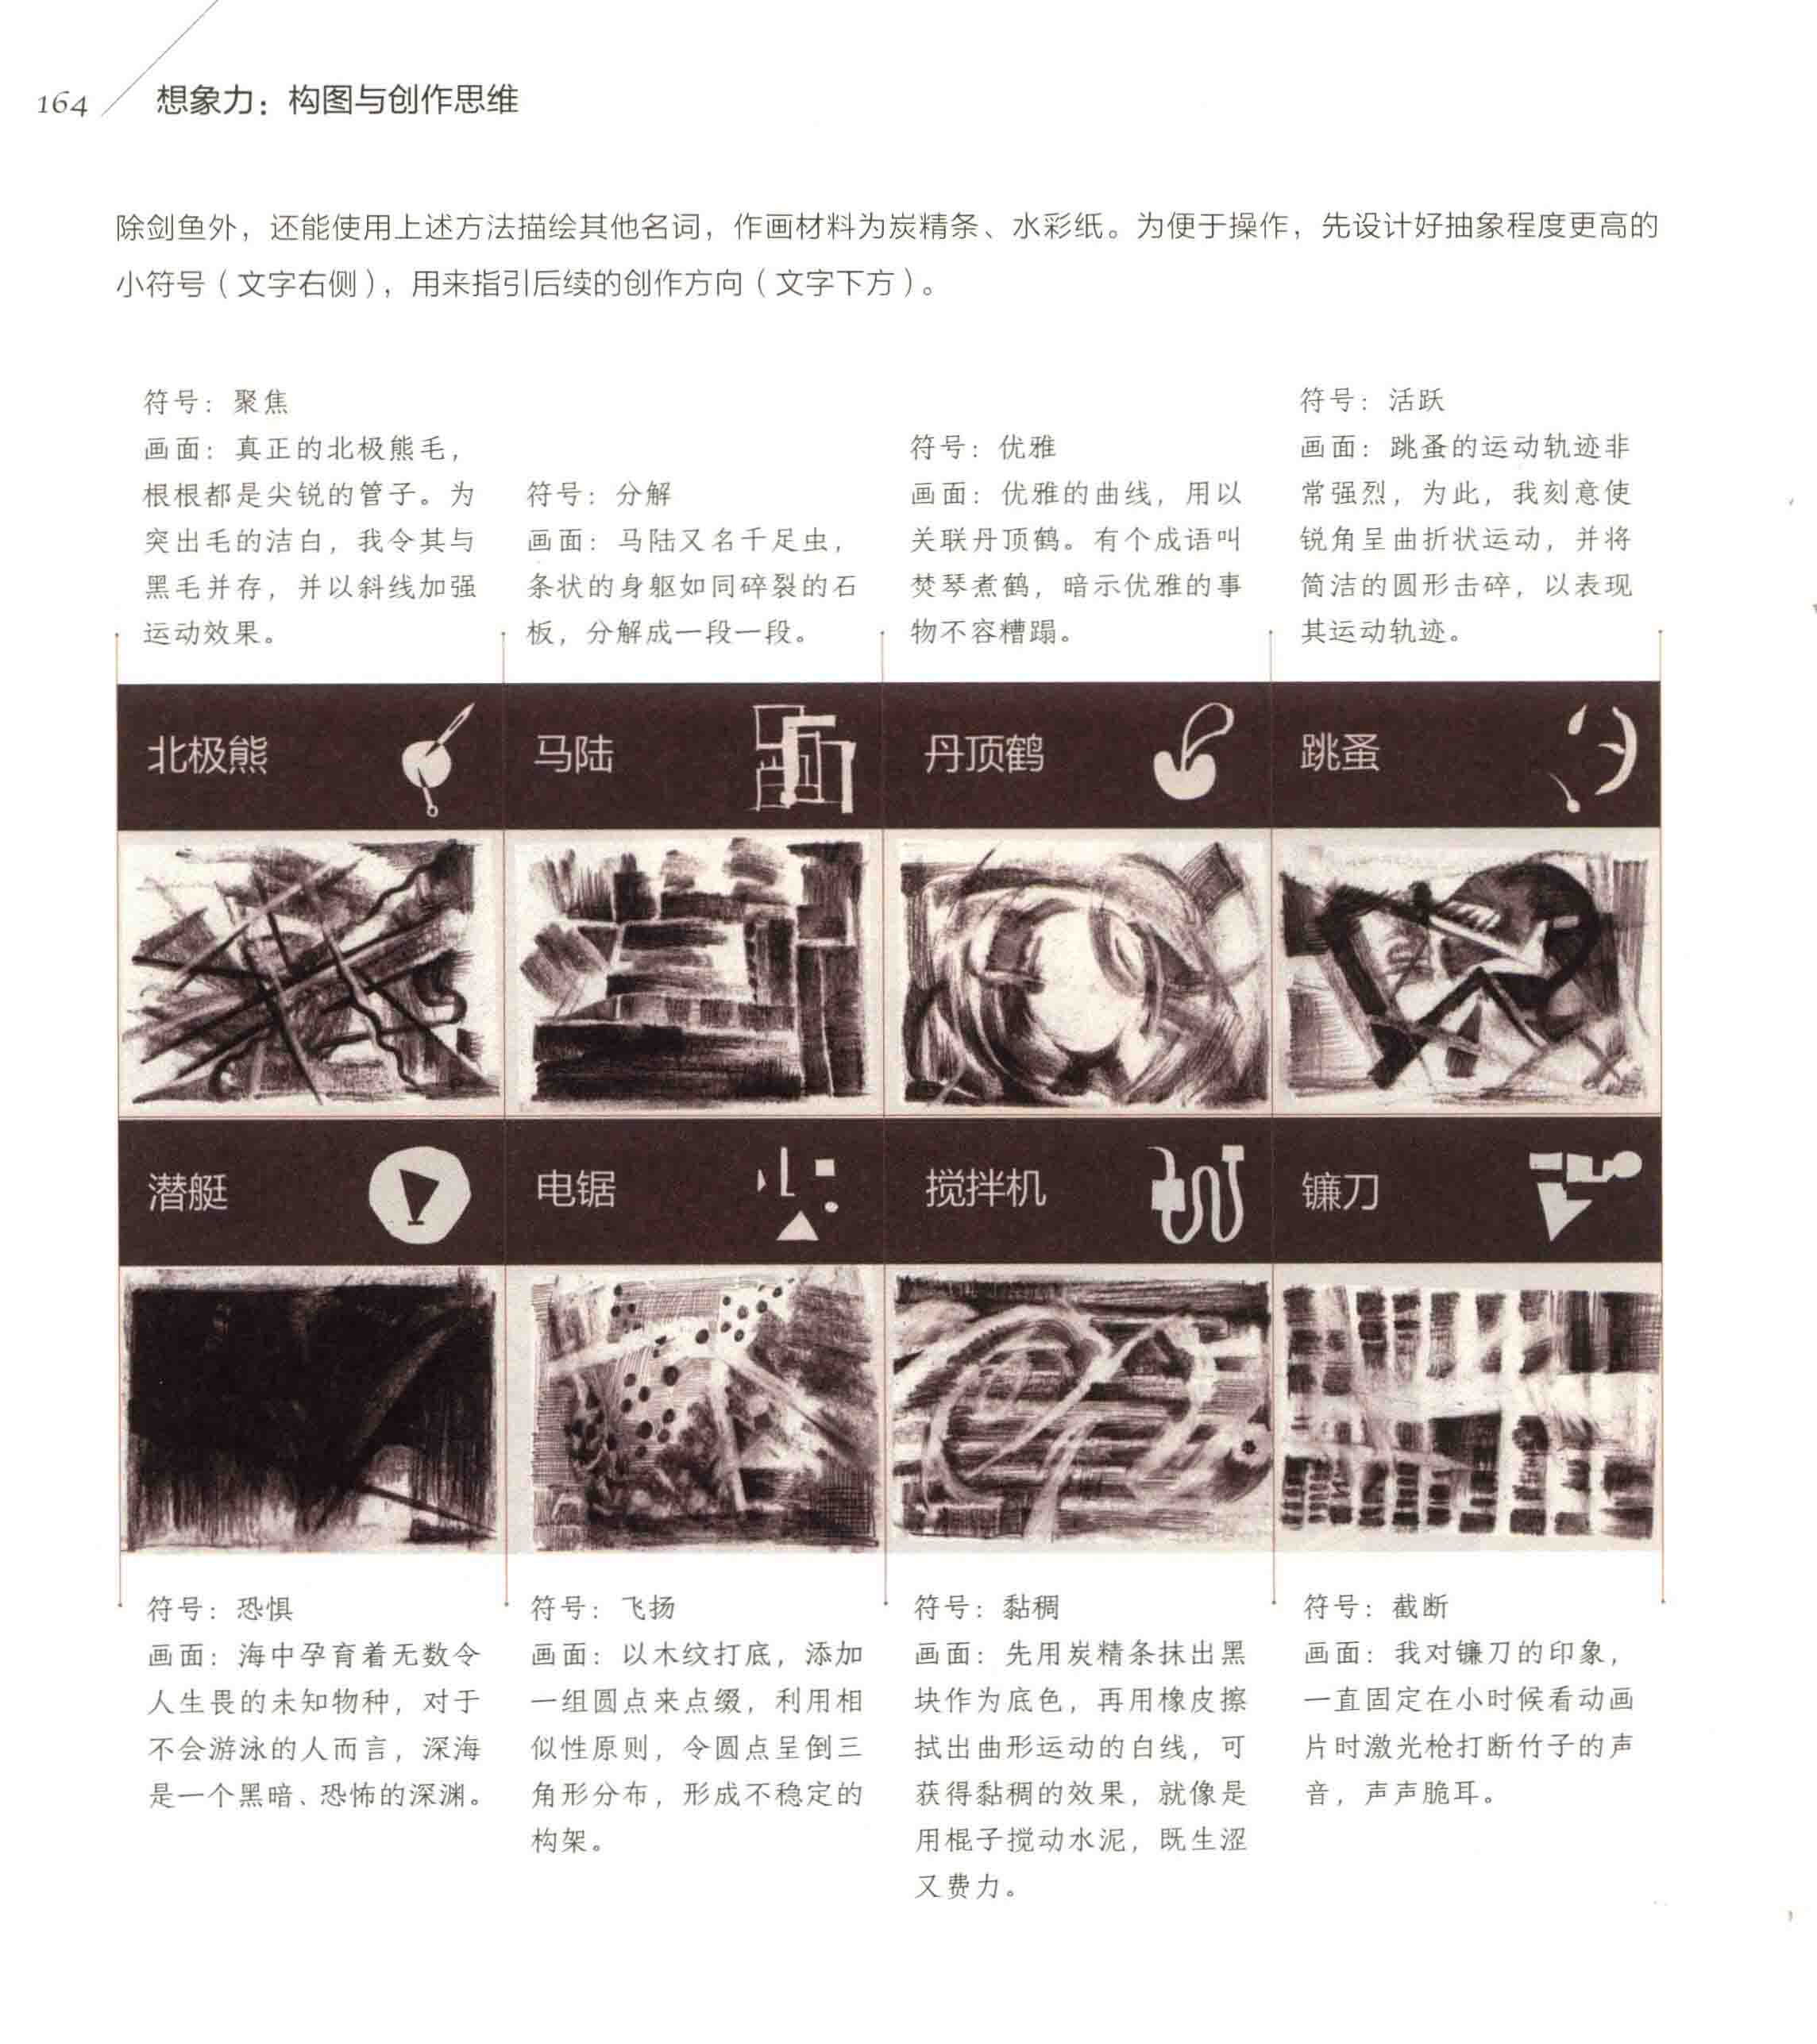 164
想象力：构图与创作思维
除剑鱼外，还能使用上述方法描绘其他名词，作画材料为炭精条、水彩纸。为便于操作，先设计好抽象程度更高的
小符号（文字右侧），用来指引后续的创作方向（文字下方）。
符号：聚焦
画面：真正的北极熊毛，
根根都是尖锐的管子。为
突出毛的洁白，我令其与
黑毛并存，并以斜线加强
运动效果。
符号：分解
画面：马陆又名千足虫，
条状的身躯如同碎裂的石
板，分解成一段一段。
符号：优雅
画面：优雅的曲线，用以
关联丹顶鹤。有个成语叫
焚琴煮鹤，暗示优雅的事
物不容糟蹋。
符号：活跃
画面：跳蚤的运动轨迹非
常强烈，为此，我刻意使
锐角呈曲折状运动，并将
简洁的圆形击碎，以表现
其运动轨迹。
北极熊
马陆
丹顶鹤
跳蚤
潜艇
电锯
搅拌机
镰刀
符号：恐惧
画面：海中孕育着无数令
人生畏的未知物种，对于
不会游泳的人而言，深海
是一个黑暗、恐怖的深渊。
符号：飞扬
画面：以木纹打底，添加
一组圆点来点缀，利用相
似性原则，令圆点呈倒三
角形分布，形成不稳定的
构架。
符号：黏稠
画面：先用炭精条抹出黑
块作为底色，再用橡皮擦
拭出曲形运动的白线，可
获得黏稠的效果，就像是
用棍子搅动水泥，既生涩
又费力。
符号：截断
画面：我对镰刀的印象，
一直固定在小时候看动画
片时激光枪打断竹子的声
音，声声脆耳。